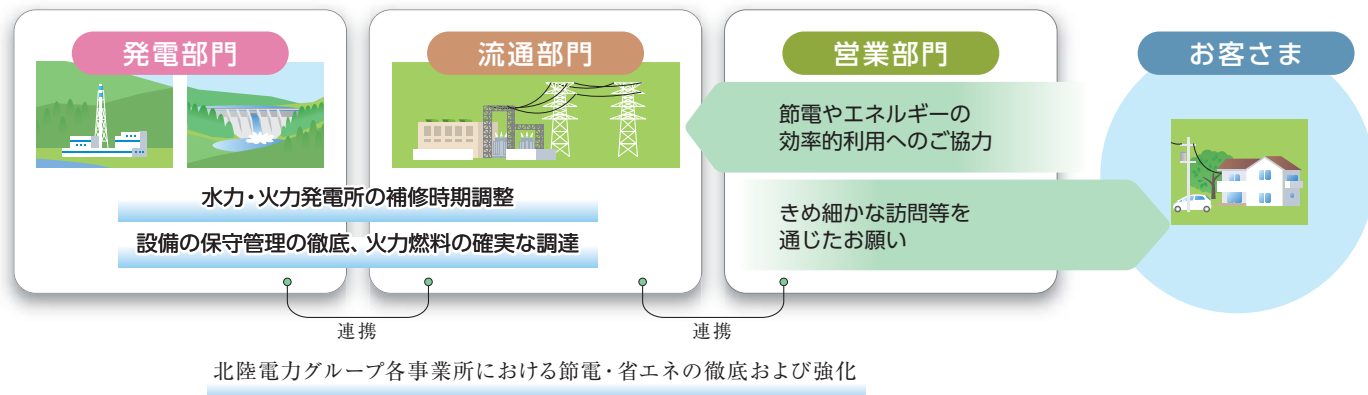 発電部門
流通部門
営業部門
お客さま
節電やエネルギーの
効率的利用へのご協力
水力・火力発電所の補修時期調整
設備の保守管理の徹底、火力燃料の確実な調達
きめ細かな訪問等を
通じたお願い
連携
連携
北陸電力グループ各事業所における節電・省エネの徹底および強化